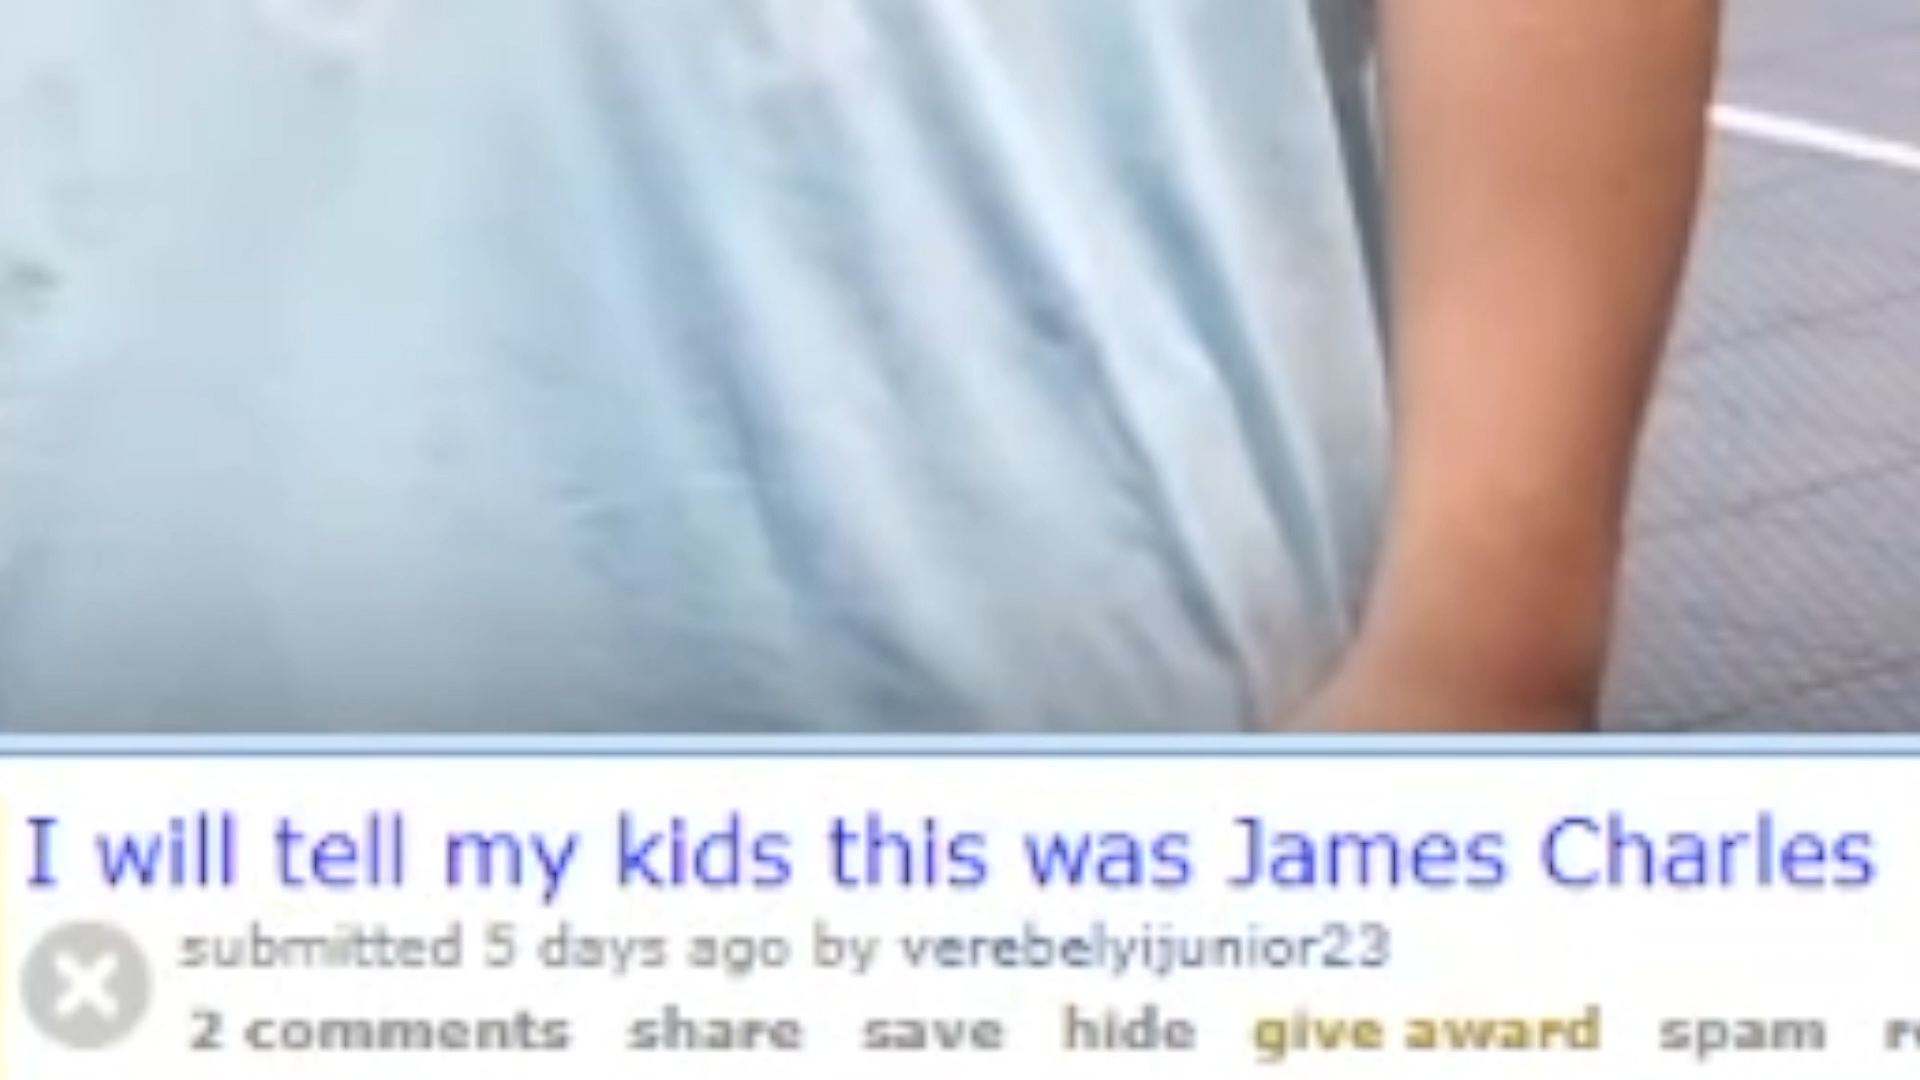 I will tell my kids this was James Charles
submitted 5 days ago by verebelyijunior23
2 comments share save hide give award spam